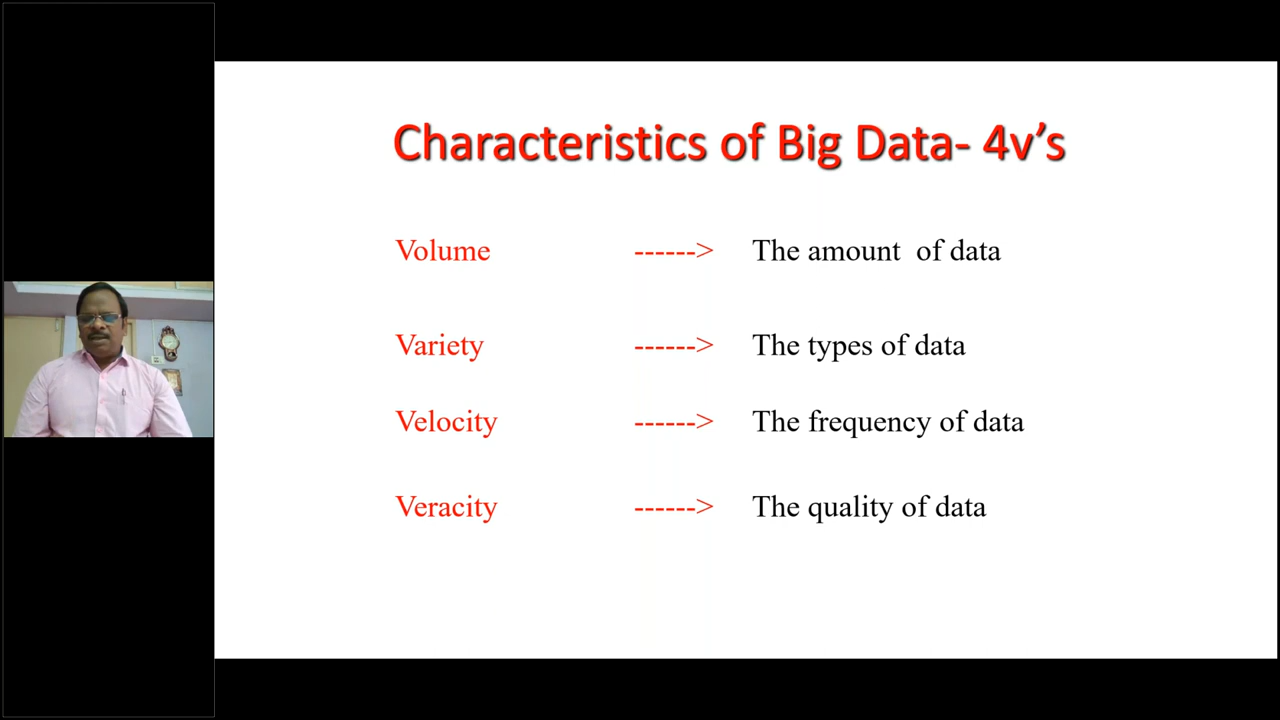 Characteristics of Big Data- 4v's
Volume ------> The amount of data
Variety ------> The types of data
Velocity ------> The frequency of data
Veracity ------> The quality of data